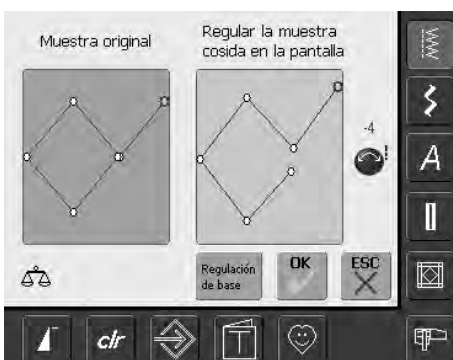 Muestra original
Regular la muestra
cosida en la pantalla
-4
A
Regulación
de base
OK
ESC
clr
T